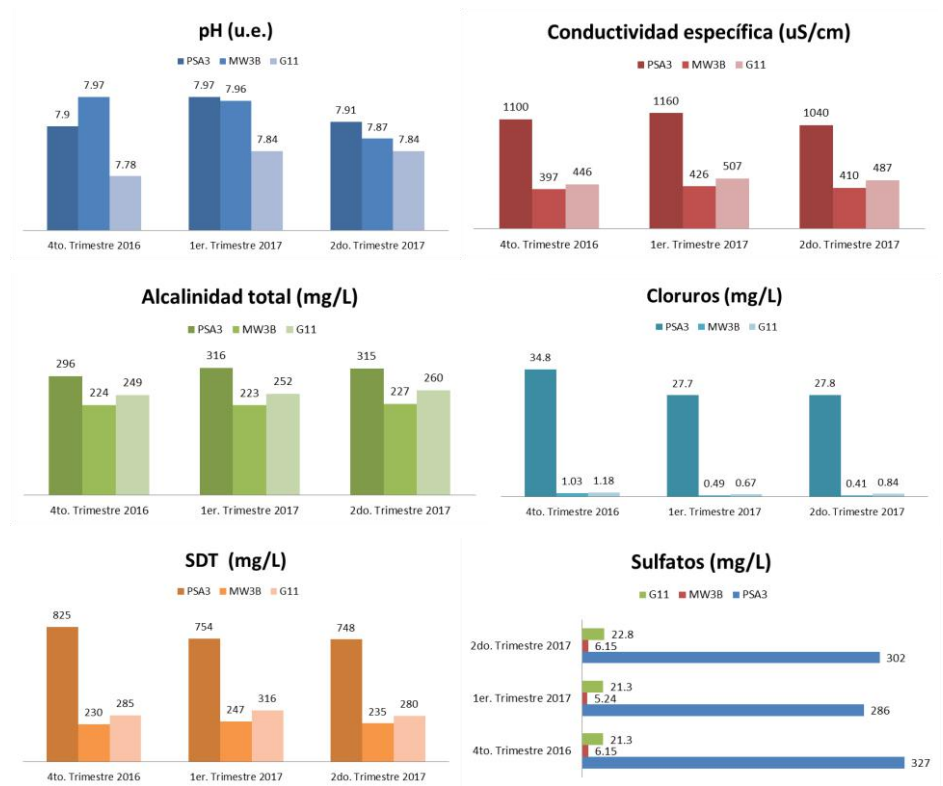 pH (u.e.)
PSA3 MW3B G11
7.9 7.97 7.78 7.97 7.96 7.84 7.91 7.87 7.84
4to. Trimestre 2016 1er. Trimestre 2017 2do. Trimestre 2017
Conductividad específica (uS/cm)
PSA3 MW3B G11
1100 397 446 1160 426 507 1040 410 487
4to. Trimestre 2016 1er. Trimestre 2017 2do. Trimestre 2017
Alcalinidad total (mg/L)
PSA3 MW3B G11
296 224 249 316 223 252 315 227 260
4to. Trimestre 2016 1er. Trimestre 2017 2do. Trimestre 2017
Cloruros (mg/L)
PSA3 MW3B G11
34.8 1.03 1.18 27.7 0.49 0.67 27.8 0.41 0.84
4to. Trimestre 2016 1er. Trimestre 2017 2do. Trimestre 2017
SDT (mg/L)
PSA3 MW3B G11
825 230 285 754 247 316 748 235 280
4to. Trimestre 2016 1er. Trimestre 2017 2do. Trimestre 2017
Sulfatos (mg/L)
G11 MW3B PSA3
22.8
2do. Trimestre 2017 6.15
302
21.3
1er. Trimestre 2017 5.24
286
21.3
4to. Trimestre 2016 6.15
327